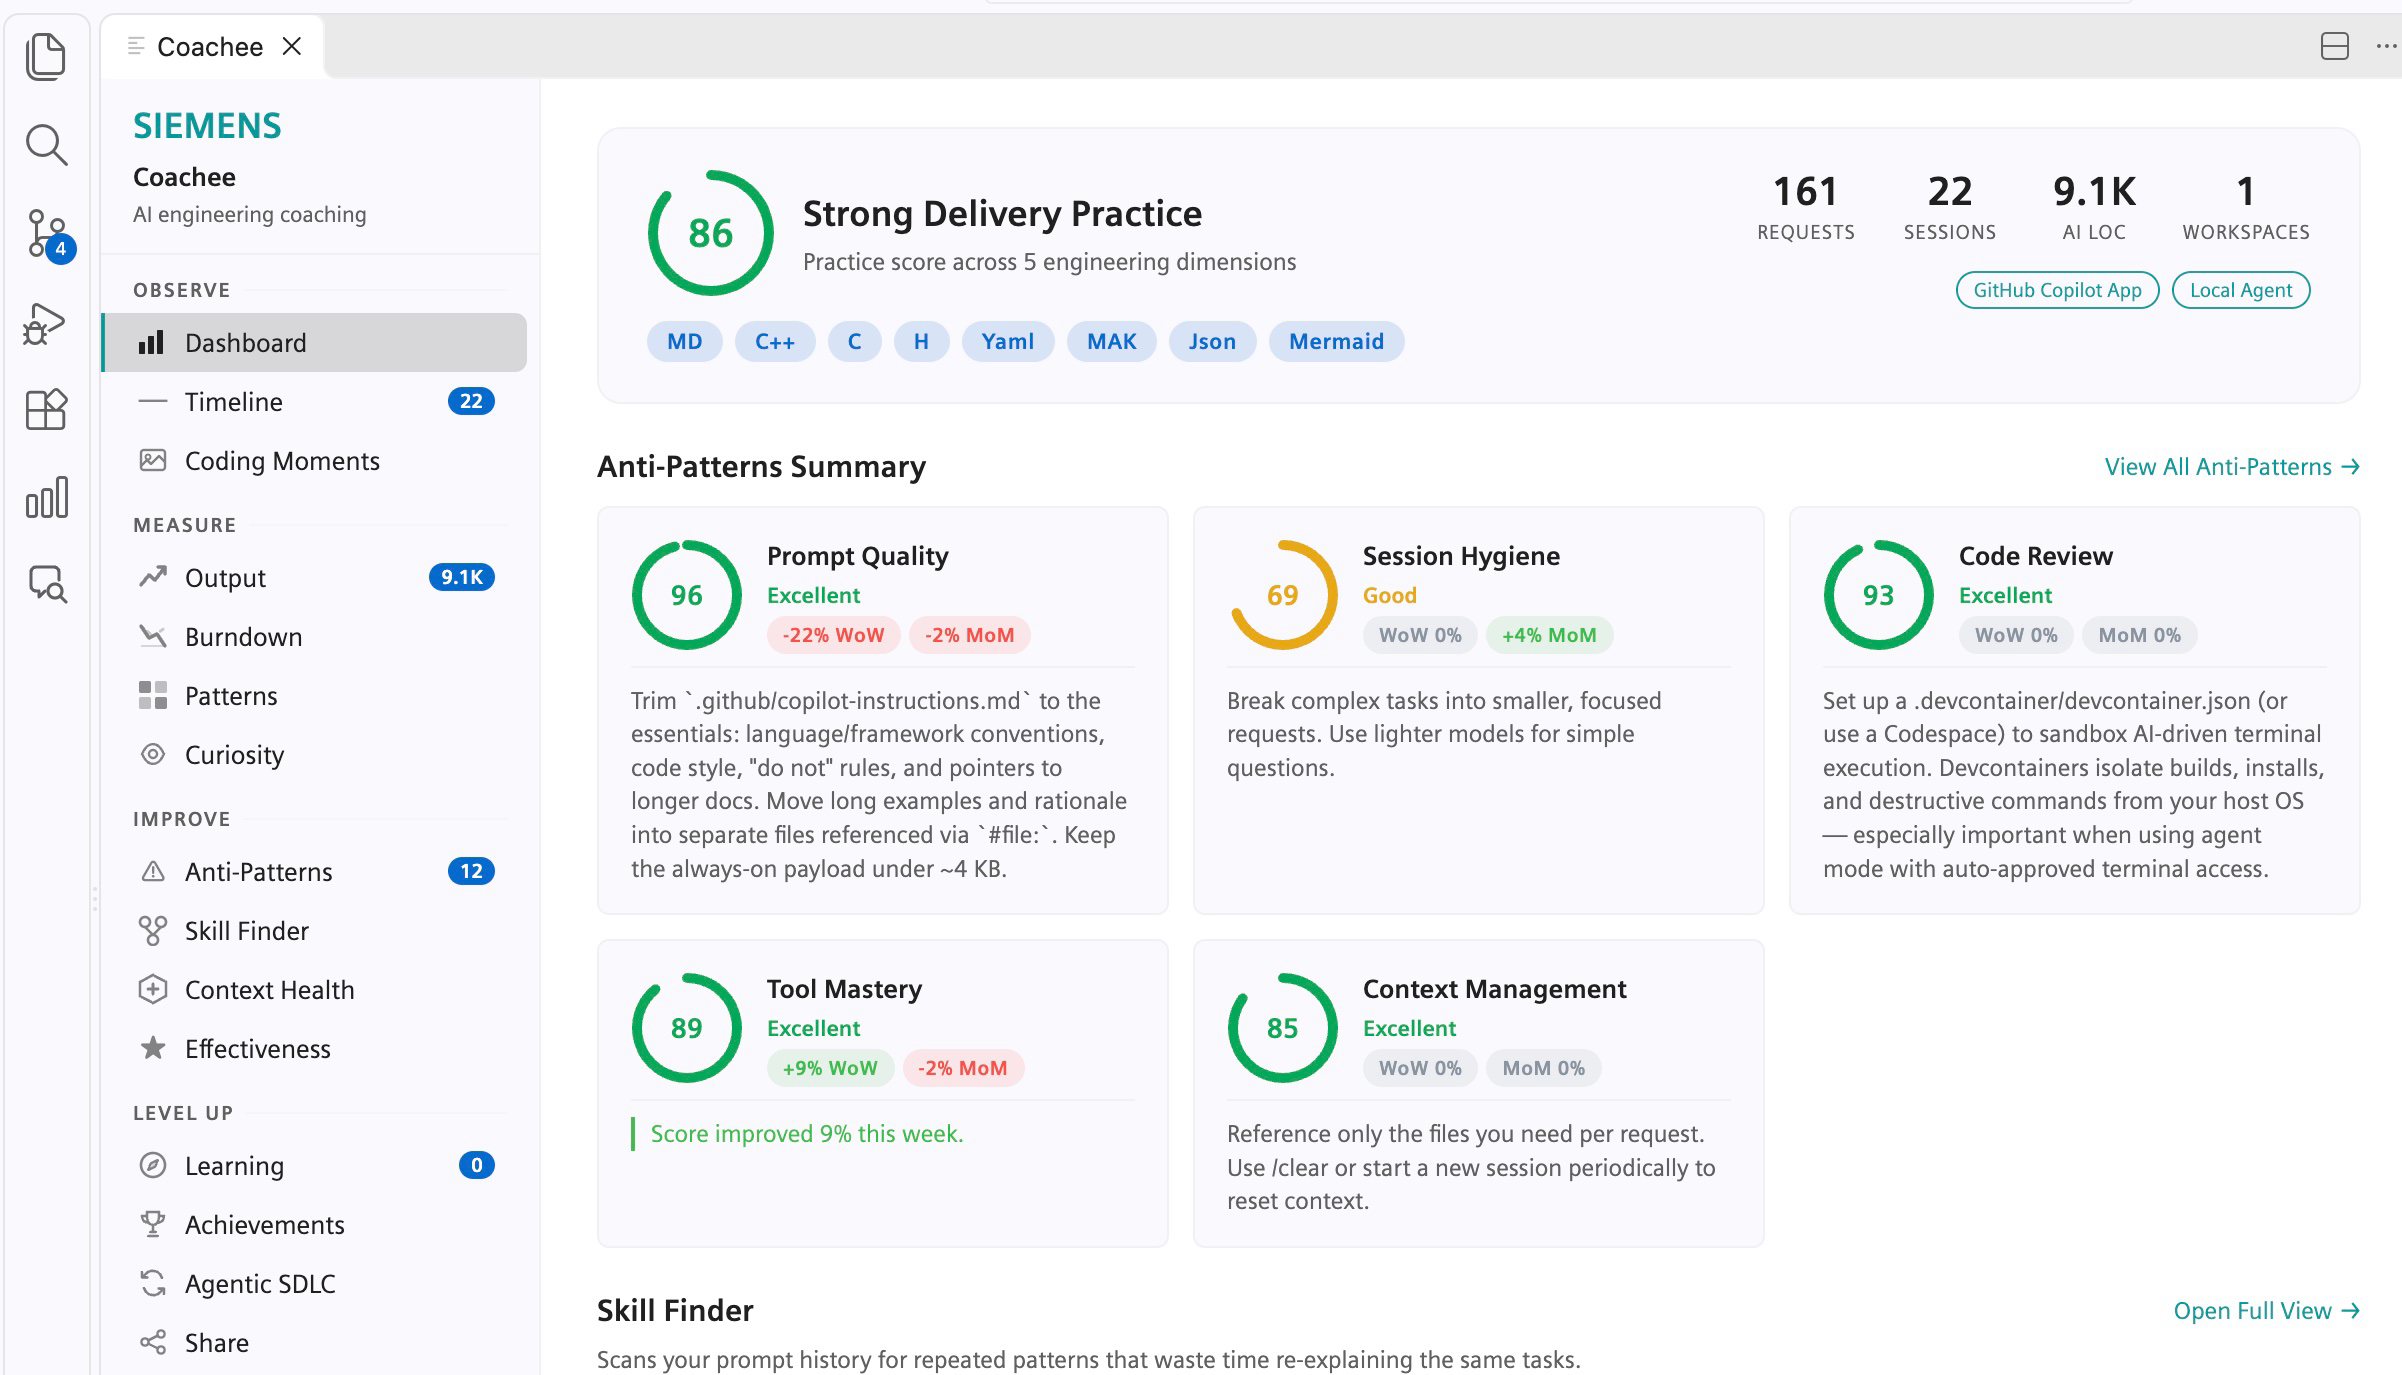 Coachee
4
SIEMENS
Coachee
AI engineering coaching
OBSERVE
Dashboard
Timeline 22
Coding Moments
MEASURE
Output 9.1K
Burndown
Patterns
Curiosity
IMPROVE
Anti-Patterns 12
Skill Finder
Context Health
Effectiveness
LEVEL UP
Learning 0
Achievements
Agentic SDLC
Share
86
Strong Delivery Practice
Practice score across 5 engineering dimensions
MD C++ C H Yaml MAK Json Mermaid
161 22 9.1K 1
REQUESTS SESSIONS AI LOC WORKSPACES
GitHub Copilot App Local Agent
Anti-Patterns Summary
View All Anti-Patterns →
96
Prompt Quality
Excellent
-22% WoW -2% MoM
Trim `.github/copilot-instructions.md` to the
essentials: language/framework conventions,
code style, "do not" rules, and pointers to
longer docs. Move long examples and rationale
into separate files referenced via `#file:`. Keep
the always-on payload under ~4 KB.
69
Session Hygiene
Good
WoW 0% +4% MoM
Break complex tasks into smaller, focused
requests. Use lighter models for simple
questions.
93
Code Review
Excellent
WoW 0% MoM 0%
Set up a .devcontainer/devcontainer.json (or
use a Codespace) to sandbox AI-driven terminal
execution. Devcontainers isolate builds, installs,
and destructive commands from your host OS
— especially important when using agent
mode with auto-approved terminal access.
89
Tool Mastery
Excellent
+9% WoW -2% MoM
Score improved 9% this week.
85
Context Management
Excellent
WoW 0% MoM 0%
Reference only the files you need per request.
Use /clear or start a new session periodically to
reset context.
Skill Finder
Open Full View →
Scans your prompt history for repeated patterns that waste time re-explaining the same tasks.